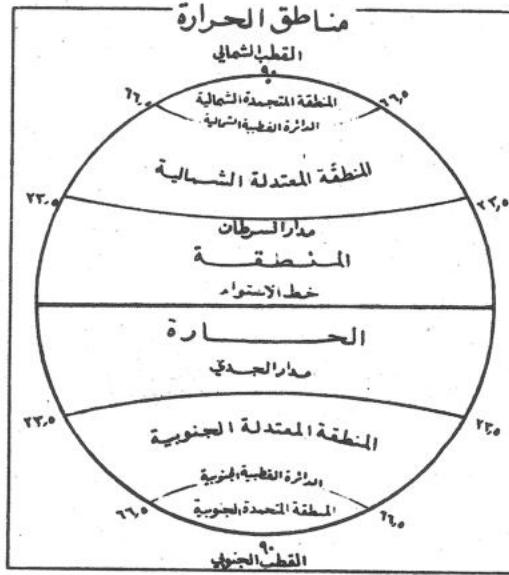 مناطق الحرارة
القطب الشمالي
٩٠
٦٦,٥ ٦٦,٥
المنطقة المتجمدة الشمالية
الدائرة القطبية الشمالية
المنطقة المعتدلة الشمالية
٢٣,٥ ٢٣,٥
مدار السرطان
المنطقة
خط الاستواء
الحارة
مدار الجدي
٢٣,٥ ٢٣,٥
المنطقة المعتدلة الجنوبية
الدائرة القطبية الجنوبية
المنطقة المتجمدة الجنوبية
٦٦,٥ ٦٦,٥
٩٠
القطب الجنوبي